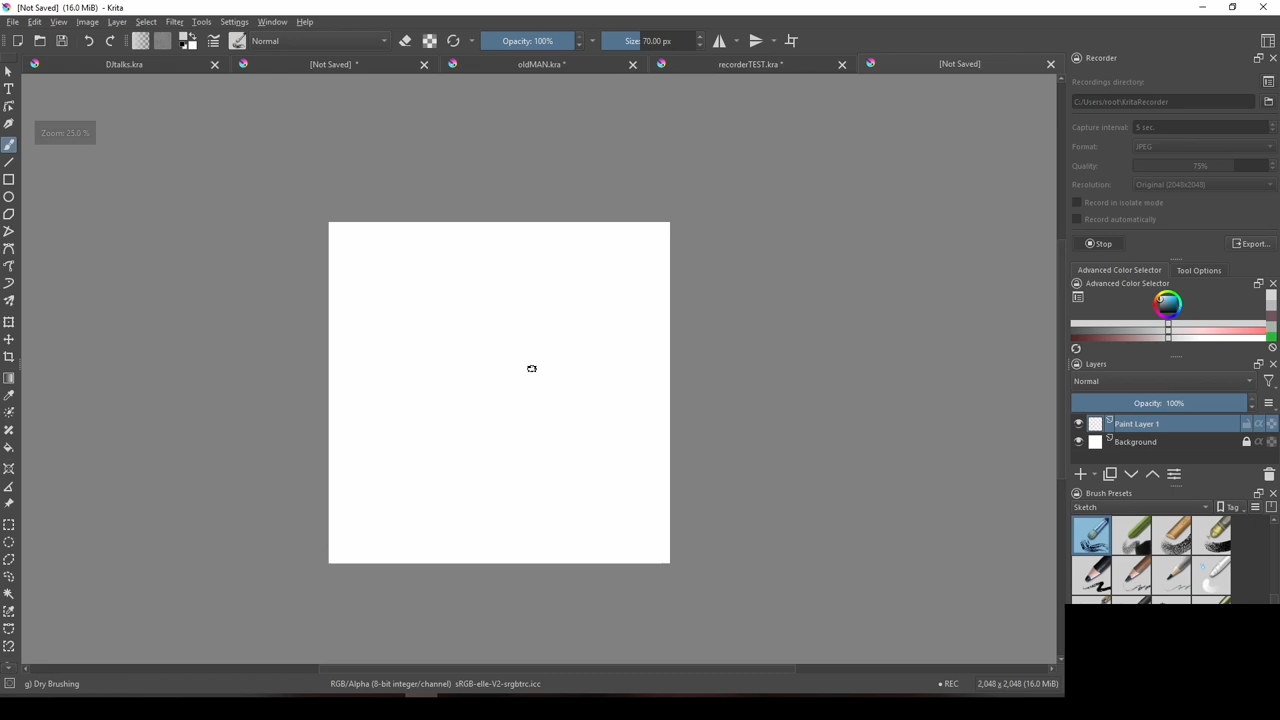 [Not Saved]  (16.0 MiB)  - Krita
File Edit View Image Layer Select Filter Tools Settings Window Help
Normal Opacity: 100% Size: 70.00 px
DJtalks.kra [Not Saved] * oldMAN.kra * recorderTEST.kra * [Not Saved]
Zoom: 25.0 %
Recorder
Recordings directory:
C:/Users/root\KritaRecorder
Capture interval: 5 sec.
Format: JPEG
Quality: 75%
Resolution: Original (2048x2048)
Record in isolate mode
Record automatically
Stop Export...
Advanced Color Selector Tool Options
Advanced Color Selector
Layers
Normal
Opacity: 100%
Paint Layer 1
Background
Brush Presets
Sketch Tag
g) Dry Brushing RGB/Alpha (8-bit integer/channel) sRGB-elle-V2-srgbtrc.icc REC 2,048 x 2,048 (16.0 MiB)